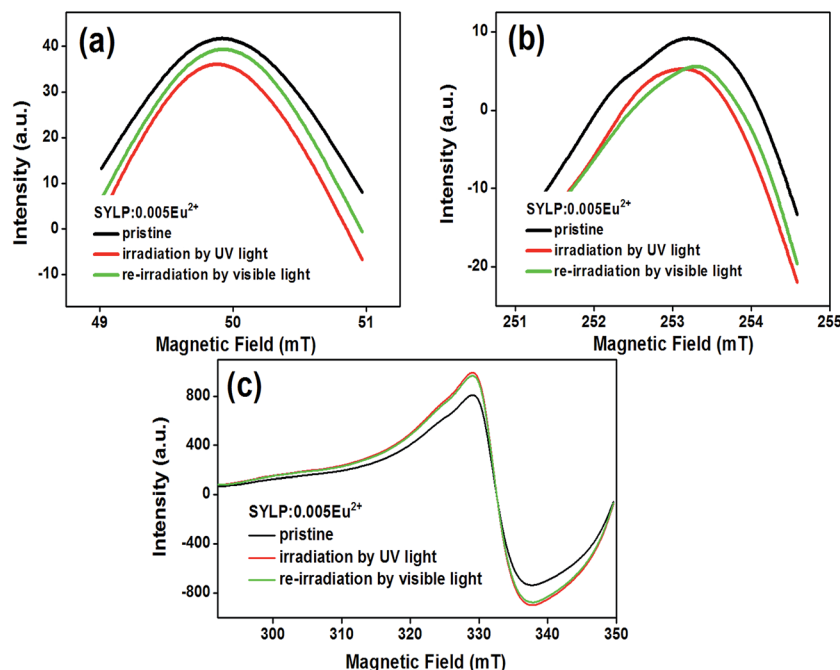 (a)
Intensity (a.u.)
40
30
20
10
0
-10
SYLP:0.005Eu²⁺
pristine
irradiation by UV light
re-irradiation by visible light
49 50 51
Magnetic Field (mT)
(b)
Intensity (a.u.)
10
0
-10
-20
SYLP:0.005Eu²⁺
pristine
irradiation by UV light
re-irradiation by visible light
251 252 253 254 255
Magnetic Field (mT)
(c)
Intensity (a.u.)
800
400
0
-400
-800
SYLP:0.005Eu²⁺
pristine
irradiation by UV light
re-irradiation by visible light
300 310 320 330 340 350
Magnetic Field (mT)